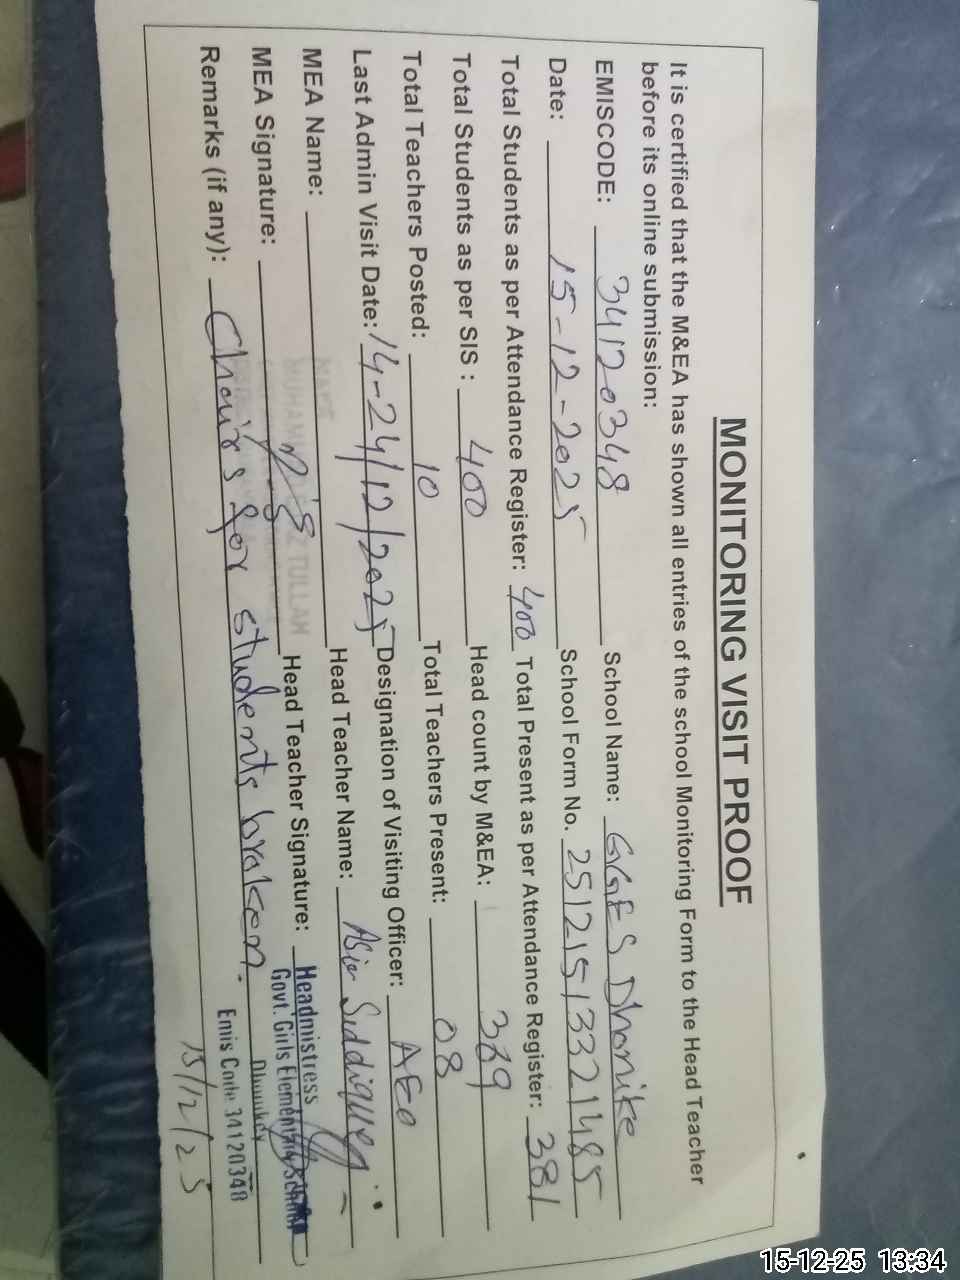 MONITORING VISIT PROOF
It is certified that the M&EA has shown all entries of the school Monitoring Form to the Head Teacher
before its online submission:
EMISCODE: 34120348 School Name: GGES Dhonike
Date: 15-12-2025 School Form No. 25121513321485
Total Students as per Attendance Register: 400 Total Present as per Attendance Register: 381
Total Students as per SIS : 400 Head count by M&EA: 389
Total Teachers Posted: 10 Total Teachers Present: 08
Last Admin Visit Date: Designation of Visiting Officer: AEO
MEA Name: Head Teacher Name: Asia Siddique
MEA Signature: Head Teacher Signature: Headmistress
Govt. Girls Elementary School
Remarks (if any): Chairs for students broken.
Emis Code 34120348
15/12/25
15-12-25 13:34